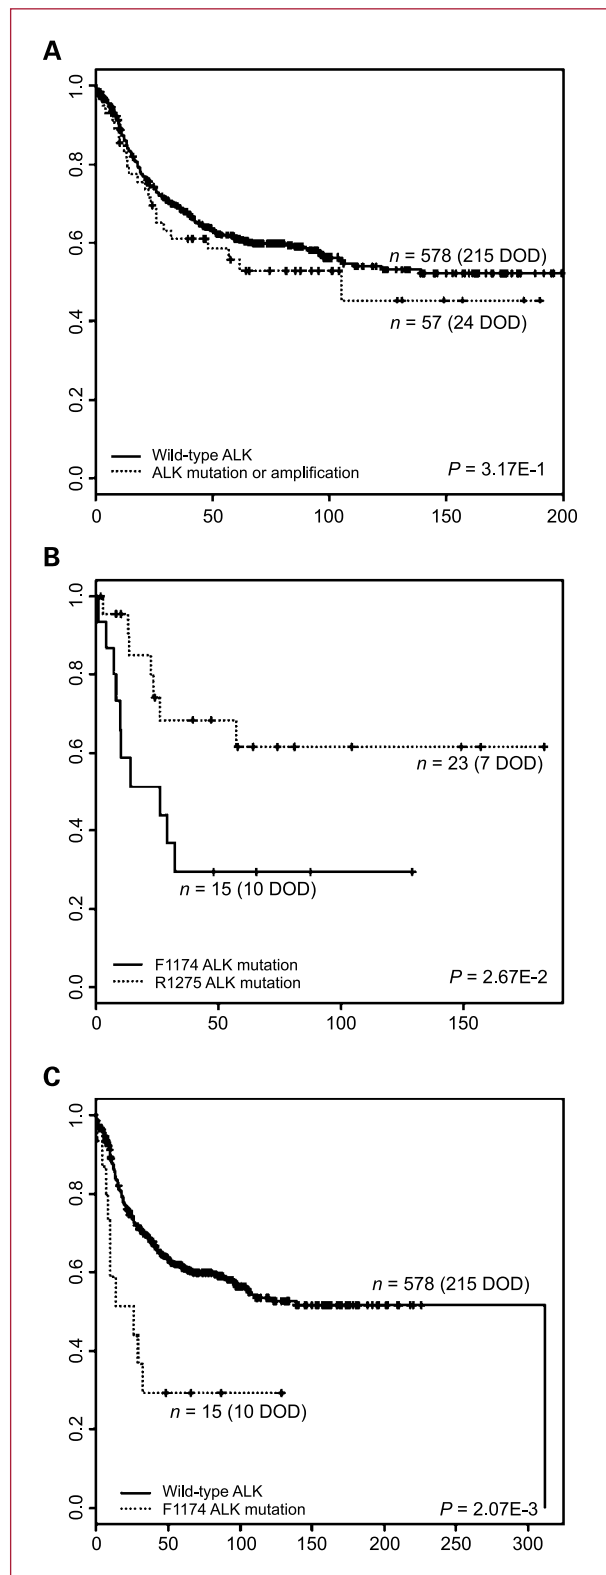 A
1.0
0.8
0.6
0.4
0.2
0.0
n = 578 (215 DOD)
n = 57 (24 DOD)
Wild-type ALK
ALK mutation or amplification
P = 3.17E-1
0 50 100 150 200
B
1.0
0.8
0.6
0.4
0.2
0.0
n = 23 (7 DOD)
n = 15 (10 DOD)
F1174 ALK mutation
R1275 ALK mutation
P = 2.67E-2
0 50 100 150
C
1.0
0.8
0.6
0.4
0.2
0.0
n = 578 (215 DOD)
n = 15 (10 DOD)
Wild-type ALK
F1174 ALK mutation
P = 2.07E-3
0 50 100 150 200 250 300